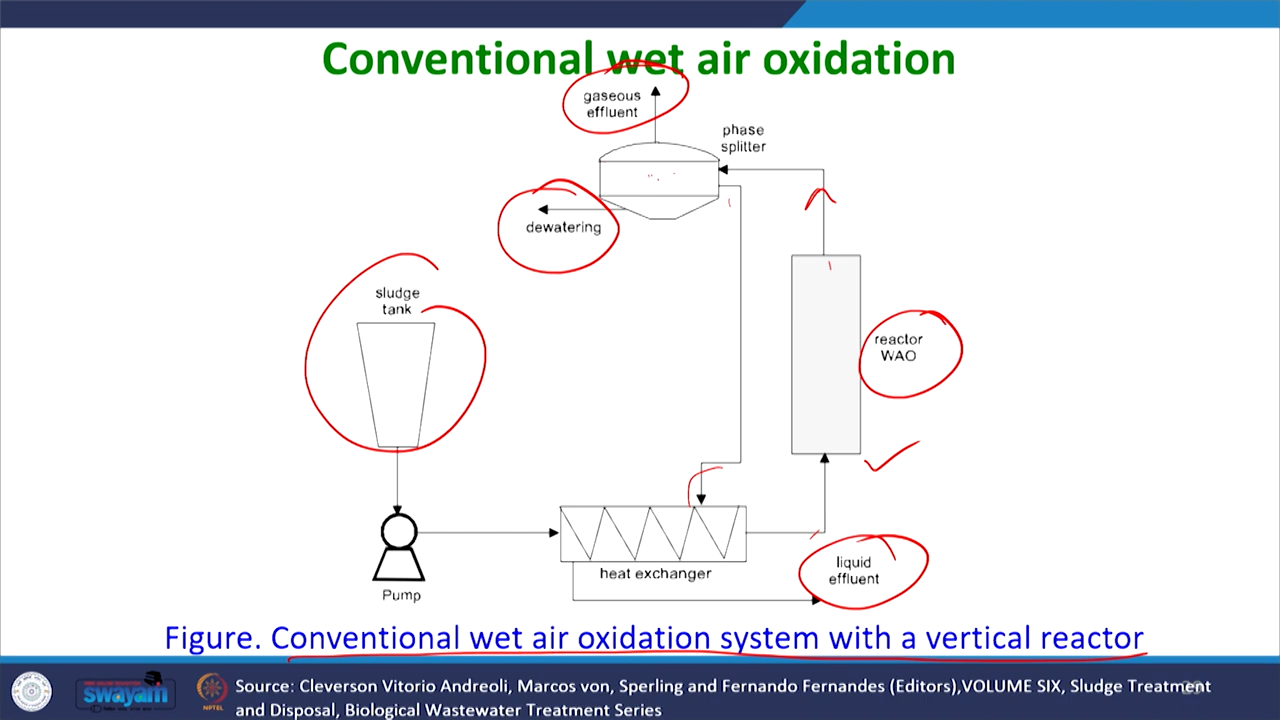 Conventional wet air oxidation
gaseous
effluent
phase
splitter
dewatering
sludge
tank
reactor
WAO
Pump
heat exchanger
liquid
effluent
Figure. Conventional wet air oxidation system with a vertical reactor
swayam
NPTEL
Source: Cleverson Vitorio Andreoli, Marcos von, Sperling and Fernando Fernandes (Editors),VOLUME SIX, Sludge Treatment
and Disposal, Biological Wastewater Treatment Series